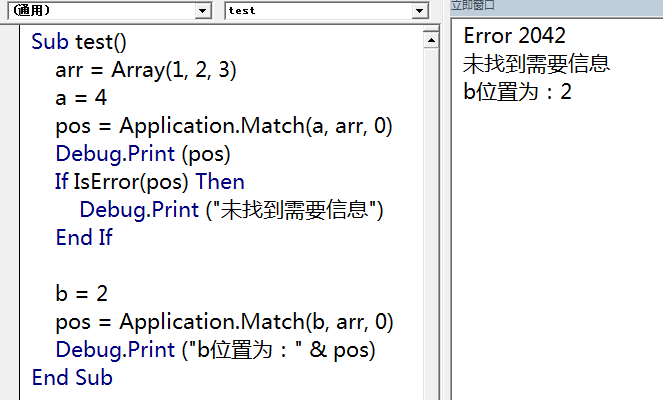 (通用)
test
立即窗口
Sub test()
arr = Array(1, 2, 3)
a = 4
pos = Application.Match(a, arr, 0)
Debug.Print (pos)
If IsError(pos) Then
Debug.Print ("未找到需要信息")
End If
b = 2
pos = Application.Match(b, arr, 0)
Debug.Print ("b位置为：" & pos)
End Sub
Error 2042
未找到需要信息
b位置为：2